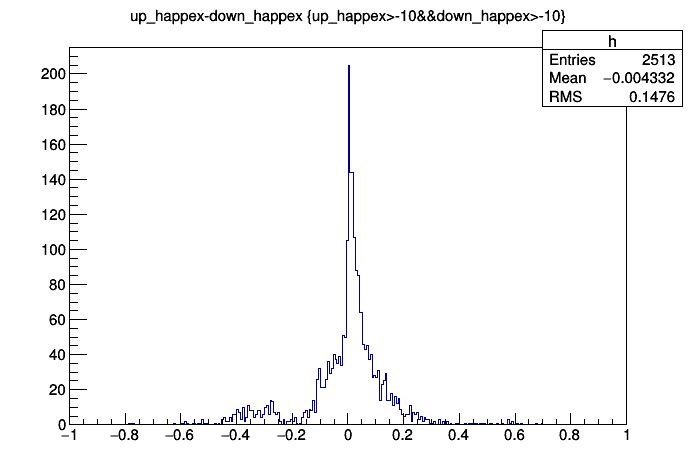 up_happex-down_happex {up_happex>-10&&down_happex>-10}
h
Entries 2513
Mean −0.004332
RMS 0.1476
200
180
160
140
120
100
80
60
40
20
0
−1 −0.8 −0.6 −0.4 −0.2 0 0.2 0.4 0.6 0.8 1